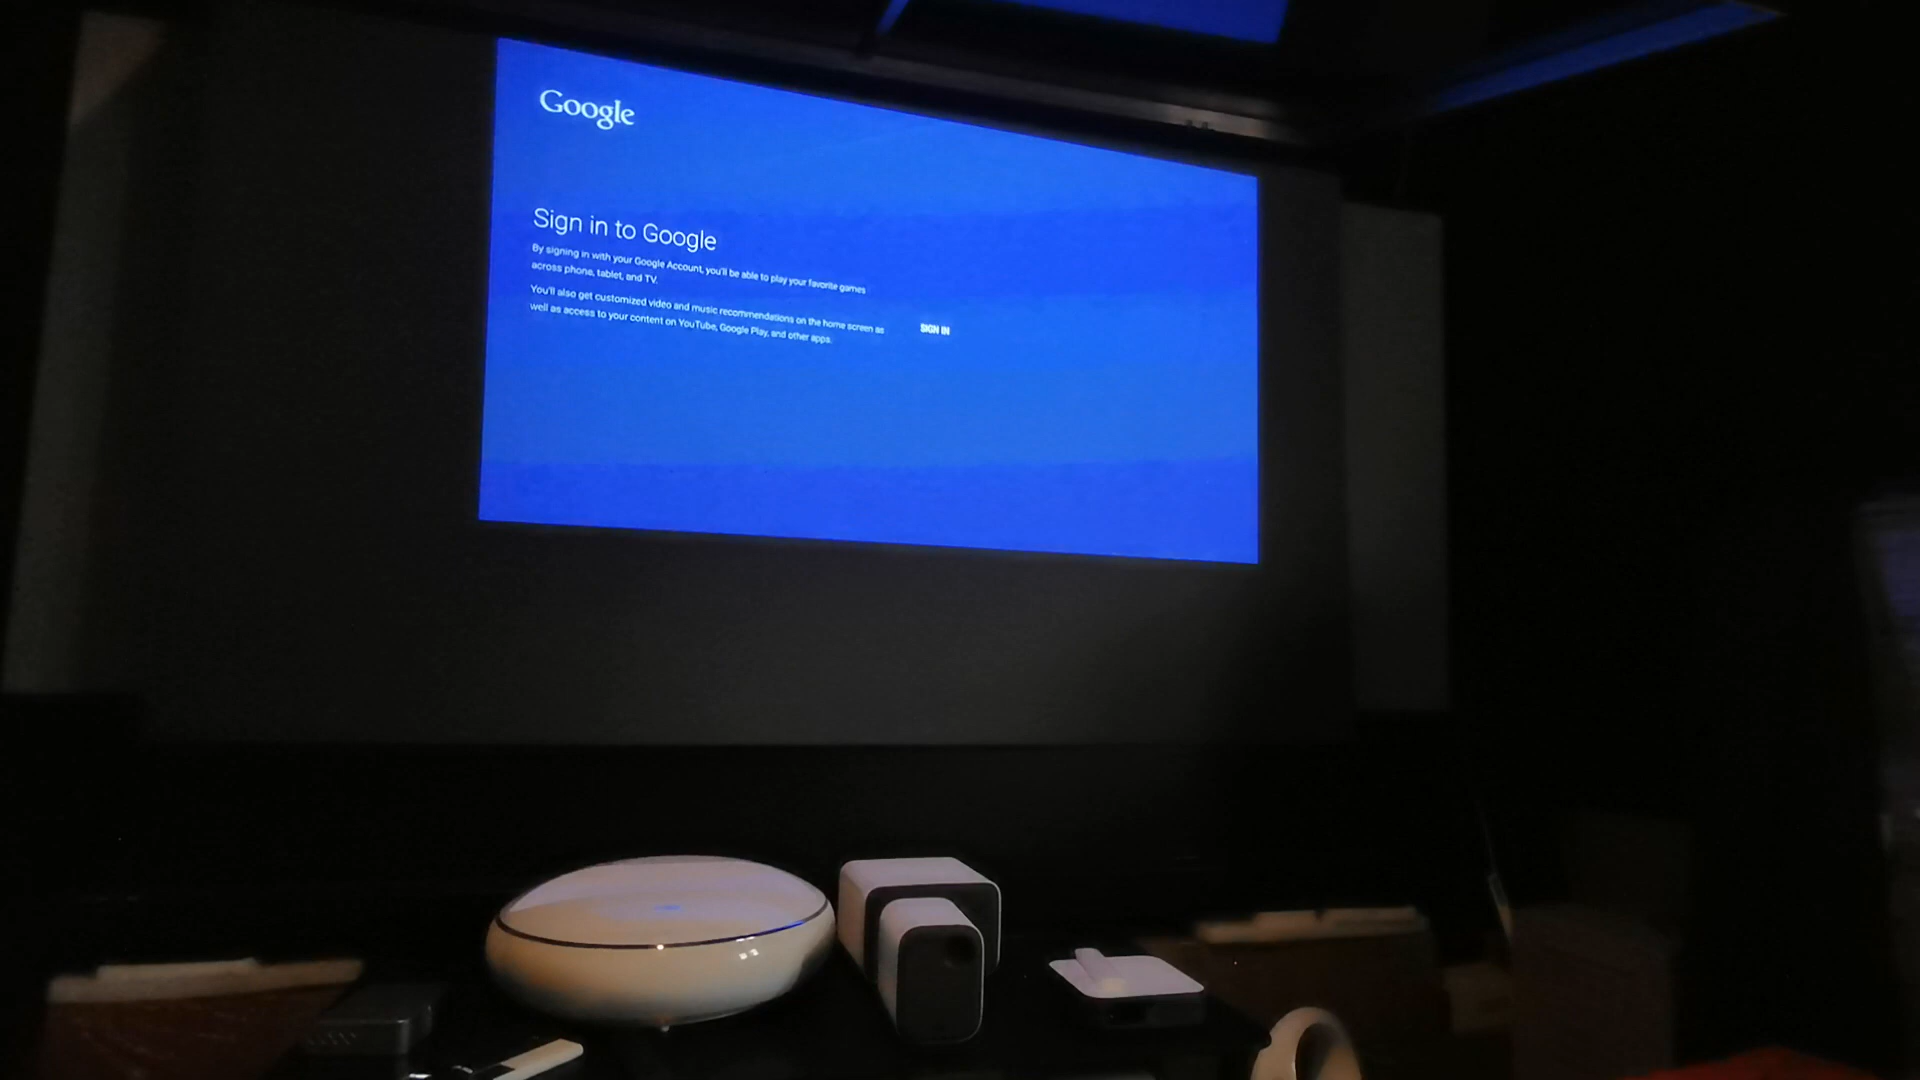 Google
Sign in to Google
By signing in with your Google Account, you'll be able to play your favorite games
across phone, tablet, and TV.
You'll also get customized video and music recommendations on the home screen as
well as access to your content on YouTube, Google Play, and other apps.
SIGN IN